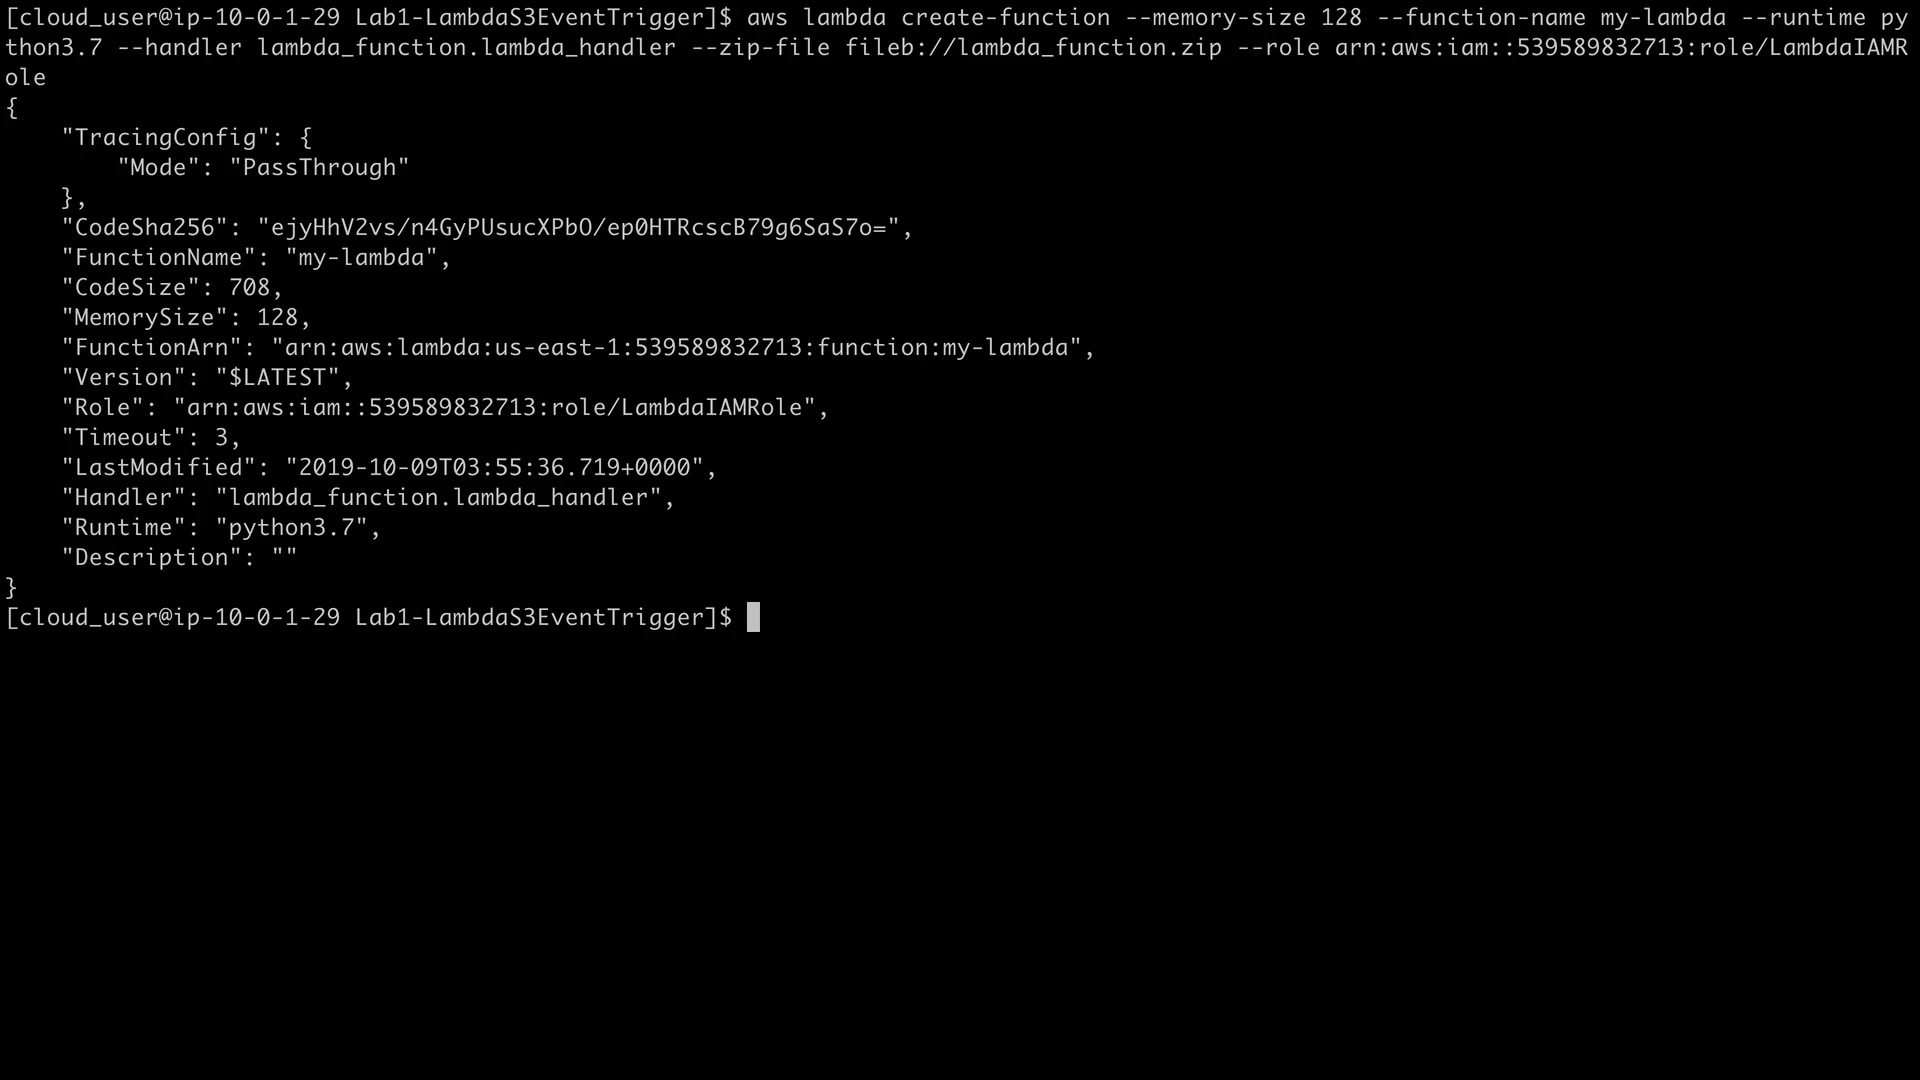 [cloud_user@ip-10-0-1-29 Lab1-LambdaS3EventTrigger]$ aws lambda create-function --memory-size 128 --function-name my-lambda --runtime py
thon3.7 --handler lambda_function.lambda_handler --zip-file fileb://lambda_function.zip --role arn:aws:iam::539589832713:role/LambdaIAMR
ole
{
    "TracingConfig": {
        "Mode": "PassThrough"
    },
    "CodeSha256": "ejyHhV2vs/n4GyPUsucXPbO/ep0HTRcscB79g6SaS7o=",
    "FunctionName": "my-lambda",
    "CodeSize": 708,
    "MemorySize": 128,
    "FunctionArn": "arn:aws:lambda:us-east-1:539589832713:function:my-lambda",
    "Version": "$LATEST",
    "Role": "arn:aws:iam::539589832713:role/LambdaIAMRole",
    "Timeout": 3,
    "LastModified": "2019-10-09T03:55:36.719+0000",
    "Handler": "lambda_function.lambda_handler",
    "Runtime": "python3.7",
    "Description": ""
}
[cloud_user@ip-10-0-1-29 Lab1-LambdaS3EventTrigger]$